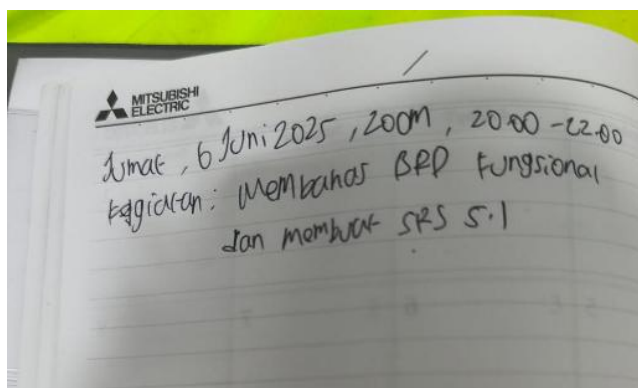 MITSUBISHI
ELECTRIC
Jumat, 6 Juni 2025, zoom, 20.00 - 22.00
Kegiatan: Membahas BRD Fungsional
dan membuat SRS 5.1